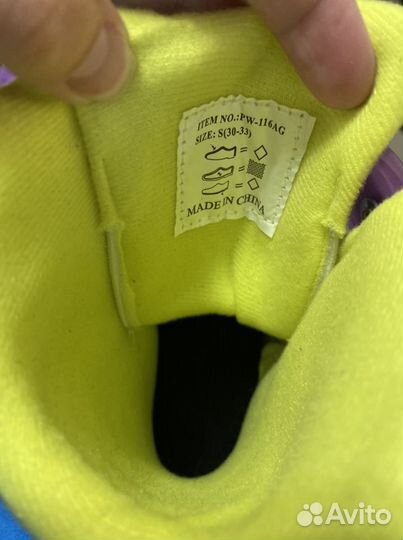 ITEM NO.:PW-116AG
SIZE: S(30-33)
=
=
=
MADE IN CHINA
Avito